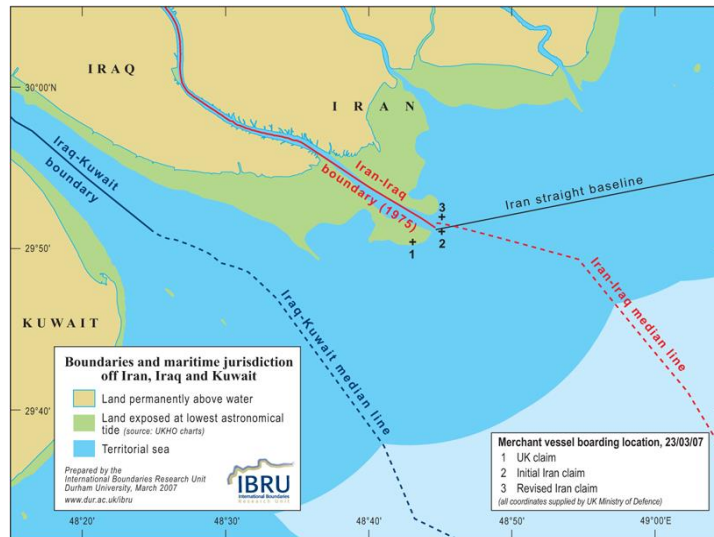 IRAQ
IRAN
30°00'N
Iraq-Kuwait
boundary
Iran-Iraq
boundary (1975)
3
Iran straight baseline
2
1
29°50'
Iraq-Kuwait median line
Iran-Iraq median line
KUWAIT
Boundaries and maritime jurisdiction
off Iran, Iraq and Kuwait
Land permanently above water
Land exposed at lowest astronomical
tide (source: UKHO charts)
Territorial sea
Prepared by the
International Boundaries Research Unit
Durham University, March 2007
www.dur.ac.uk/ibru
IBRU
International Boundaries
Research Unit
29°40'
Merchant vessel boarding location, 23/03/07
1 UK claim
2 Initial Iran claim
3 Revised Iran claim
(all coordinates supplied by UK Ministry of Defence)
48°20'
48°30'
48°40'
48°50'
49°00'E